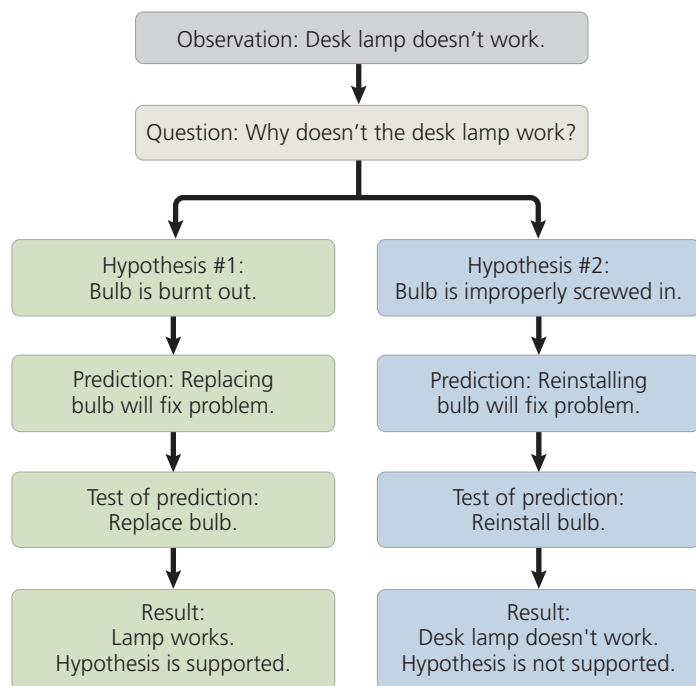 Observation: Desk lamp doesn’t work.
Question: Why doesn’t the desk lamp work?
Hypothesis #1:
Bulb is burnt out.
Prediction: Replacing
bulb will fix problem.
Test of prediction:
Replace bulb.
Result:
Lamp works.
Hypothesis is supported.
Hypothesis #2:
Bulb is improperly screwed in.
Prediction: Reinstalling
bulb will fix problem.
Test of prediction:
Reinstall bulb.
Result:
Desk lamp doesn't work.
Hypothesis is not supported.